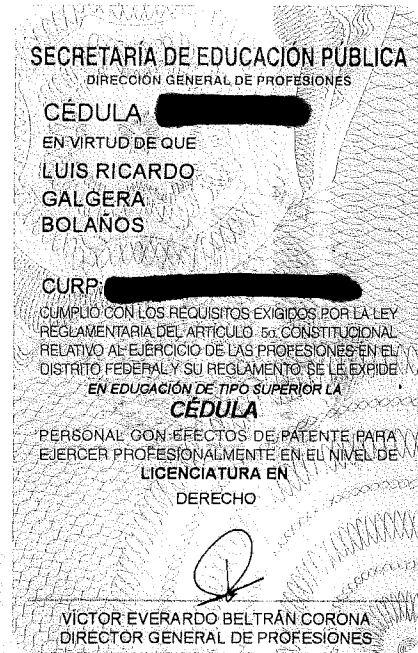 SECRETARÍA DE EDUCACIÓN PÚBLICA
DIRECCIÓN GENERAL DE PROFESIONES
CÉDULA
EN VIRTUD DE QUE
LUIS RICARDO
GALGERA
BOLAÑOS
CURP
CUMPLIÓ CON LOS REQUISITOS EXIGIDOS POR LA LEY
REGLAMENTARIA DEL ARTÍCULO 5o. CONSTITUCIONAL
RELATIVO AL EJERCICIO DE LAS PROFESIONES EN EL
DISTRITO FEDERAL Y SU REGLAMENTO SE LE EXPIDE
EN EDUCACIÓN DE TIPO SUPERIOR LA
CÉDULA
PERSONAL CON EFECTOS DE PATENTE PARA
EJERCER PROFESIONALMENTE EN EL NIVEL DE
LICENCIATURA EN
DERECHO
VÍCTOR EVERARDO BELTRÁN CORONA
DIRECTOR GENERAL DE PROFESIONES